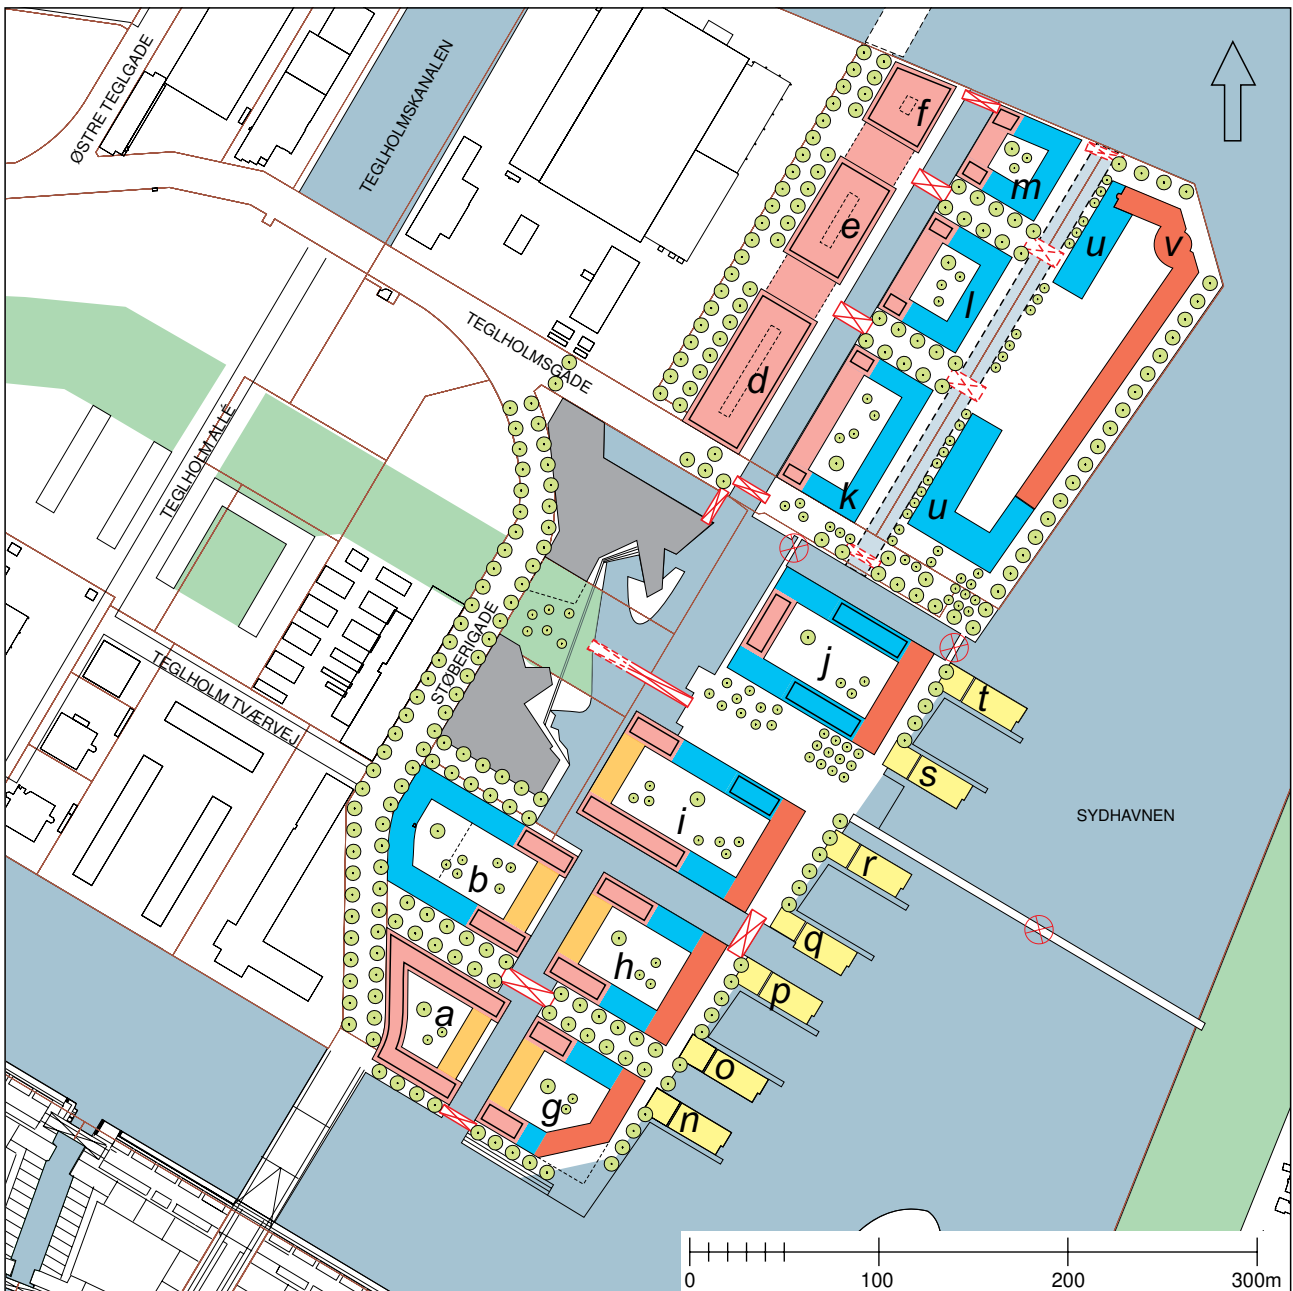 ØSTRE TEGLGADE
TEGLHOLMSKANALEN
f
m
e
u
v
l
TEGLHOLMSGADE
d
TEGLHOLM ALLÉ
k
u
STØBERIGADE
j
TEGLHOLM TVÆRVEJ
t
s
i
SYDHAVNEN
r
b
q
h
p
a
o
g
n
0 100 200 300m